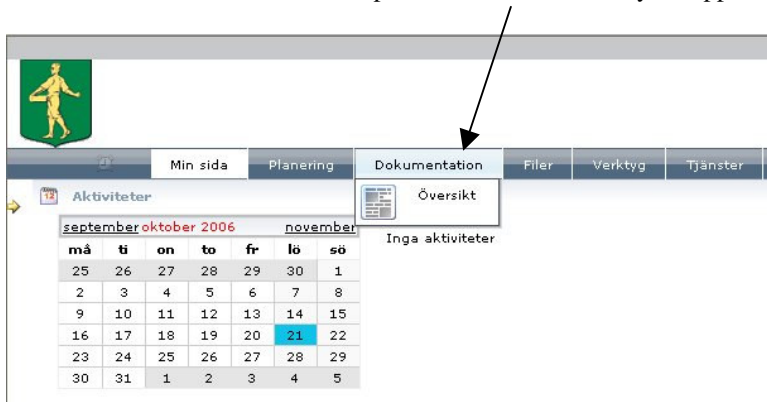 Min sida Planering Dokumentation Filer Verktyg Tjänster
12 Aktiviteter
Översikt
september oktober 2006 november
Inga aktiviteter
må ti on to fr lö sö
25 26 27 28 29 30 1
2 3 4 5 6 7 8
9 10 11 12 13 14 15
16 17 18 19 20 21 22
23 24 25 26 27 28 29
30 31 1 2 3 4 5